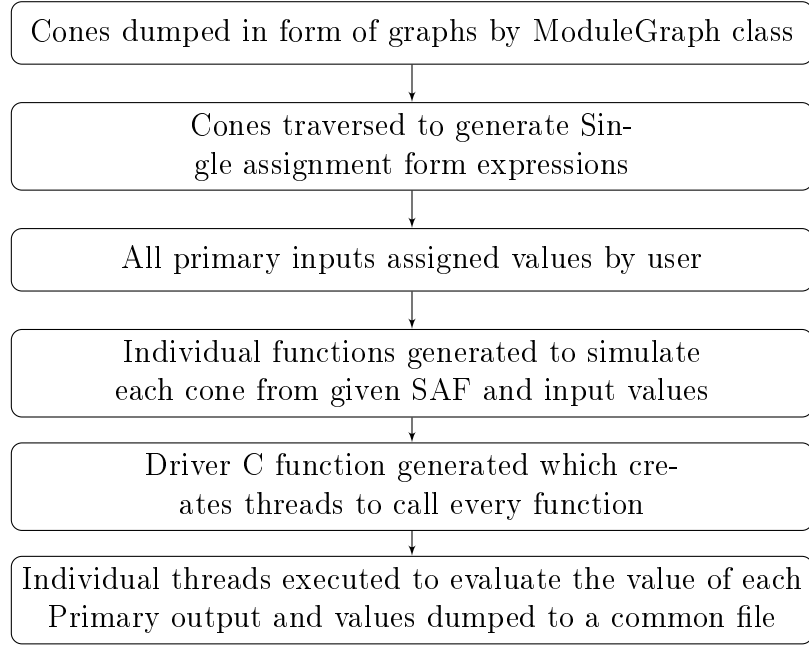 Cones dumped in form of graphs by ModuleGraph class
Cones traversed to generate Sin-
gle assignment form expressions
All primary inputs assigned values by user
Individual functions generated to simulate
each cone from given SAF and input values
Driver C function generated which cre-
ates threads to call every function
Individual threads executed to evaluate the value of each
Primary output and values dumped to a common file